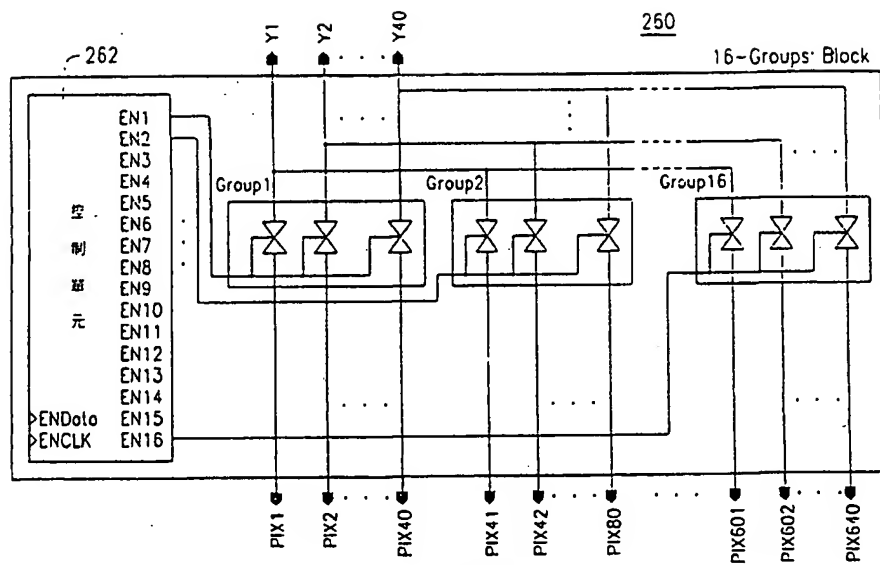 260
262
Y1
Y2
Y40
16-Groups Block
EN1
EN2
EN3
EN4
EN5
EN6
EN7
EN8
EN9
EN10
EN11
EN12
EN13
EN14
EN15
EN16
控制單元
>ENData
>ENCLK
Group1
Group2
Group16
PIX1
PIX2
PIX40
PIX41
PIX42
PIX80
PIX601
PIX602
PIX640